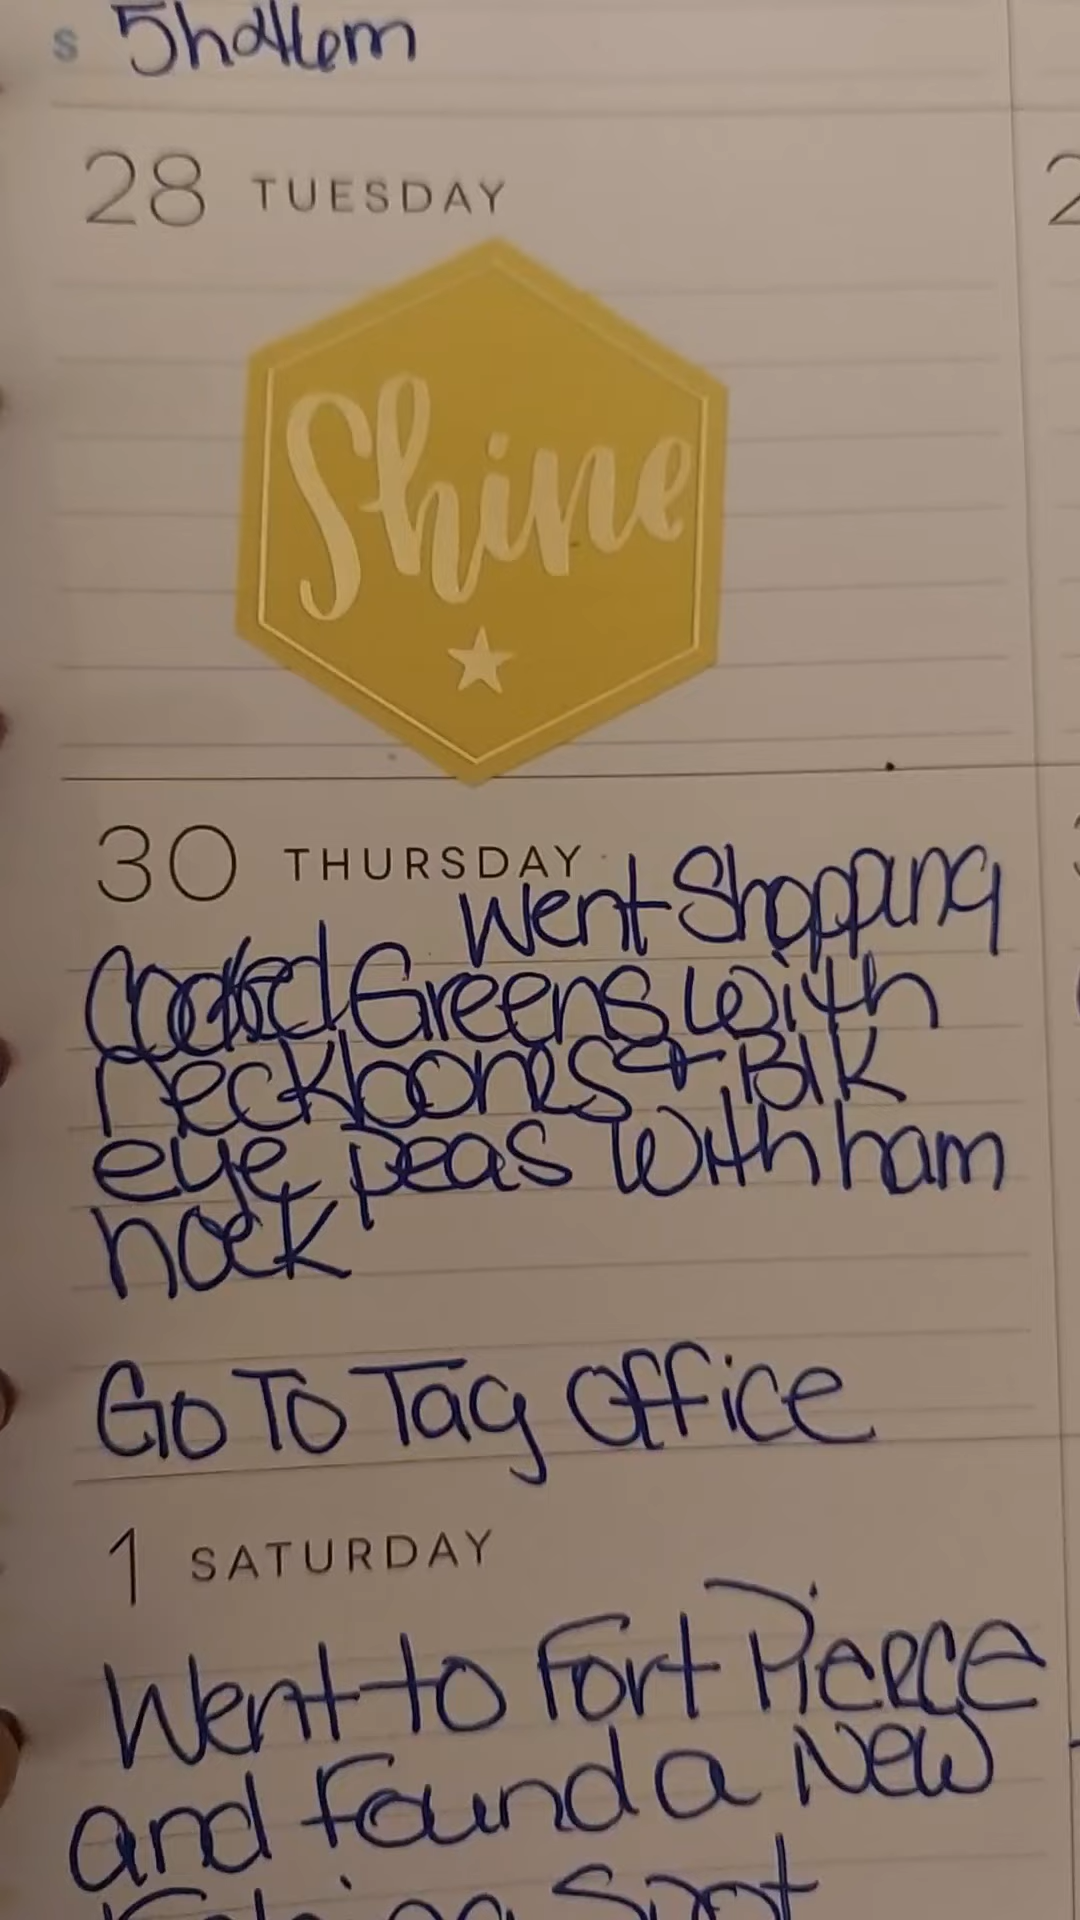 S
28 TUESDAY
Shine
30 THURSDAY
Went Shopping
Cooked Greens with
neckbones + Blk
eye peas with ham
hock
Go To Tag Office
1 SATURDAY
Went to Fort Pierce
and Found a New
Spot